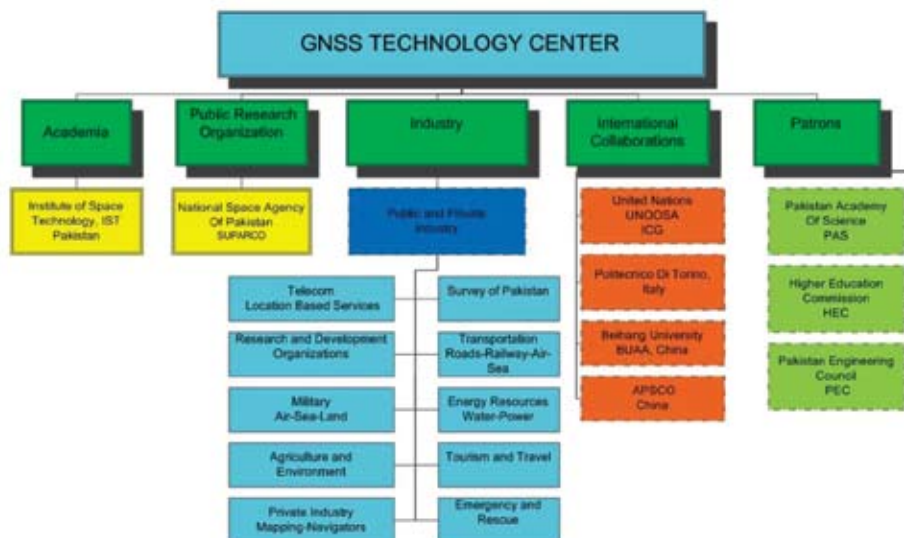 GNSS TECHNOLOGY CENTER
Academia
Public Research
Organization
Industry
International
Collaborations
Patrons
Institute of Space
Technology, IST
Pakistan
National Space Agency
Of Pakistan
SUPARCO
Public and Private
Industry
United Nations
UNOOSA
ICG
Politecnico Di Torino,
Italy
Beibang University
BUAA, China
APSCO
China
Pakistan Academy
Of Science
PAS
Higher Education
Commission
HEC
Pakistan Engineering
Council
PEC
Telecom
Location Based Services
Survey of Pakistan
Research and Development
Organizations
Transportation
Roads-Railway-Air-
Sea
Military
Air-Sea-Land
Energy Resources
Water-Power
Agriculture and
Environment
Tourism and Travel
Private Industry
Mapping-Navigators
Emergency and
Rescue